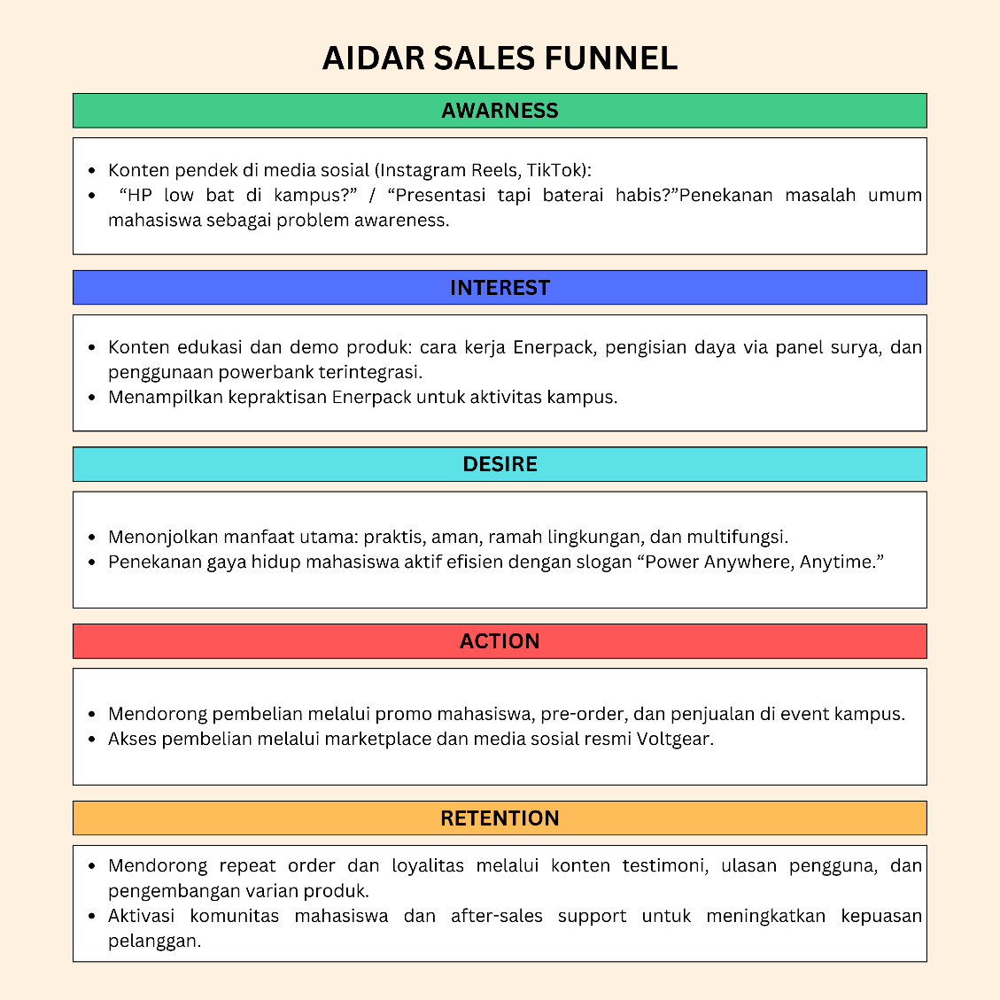 AIDAR SALES FUNNEL
AWARNESS
• Konten pendek di media sosial (Instagram Reels, TikTok):
• “HP low bat di kampus?” / “Presentasi tapi baterai habis?”Penekanan masalah umum
mahasiswa sebagai problem awareness.
INTEREST
• Konten edukasi dan demo produk: cara kerja Enerpack, pengisian daya via panel surya, dan
penggunaan powerbank terintegrasi.
• Menampilkan kepraktisan Enerpack untuk aktivitas kampus.
DESIRE
• Menonjolkan manfaat utama: praktis, aman, ramah lingkungan, dan multifungsi.
• Penekanan gaya hidup mahasiswa aktif efisien dengan slogan “Power Anywhere, Anytime.”
ACTION
• Mendorong pembelian melalui promo mahasiswa, pre-order, dan penjualan di event kampus.
• Akses pembelian melalui marketplace dan media sosial resmi Voltgear.
RETENTION
• Mendorong repeat order dan loyalitas melalui konten testimoni, ulasan pengguna, dan
pengembangan varian produk.
• Aktivasi komunitas mahasiswa dan after-sales support untuk meningkatkan kepuasan
pelanggan.